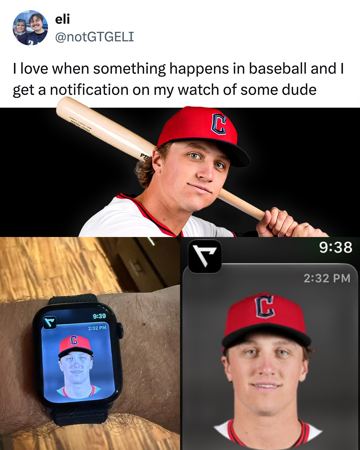 eli
@notGTGELI
I love when something happens in baseball and I
get a notification on my watch of some dude
C
9:38
2:32 PM
9:39
2:32 PM
C
C